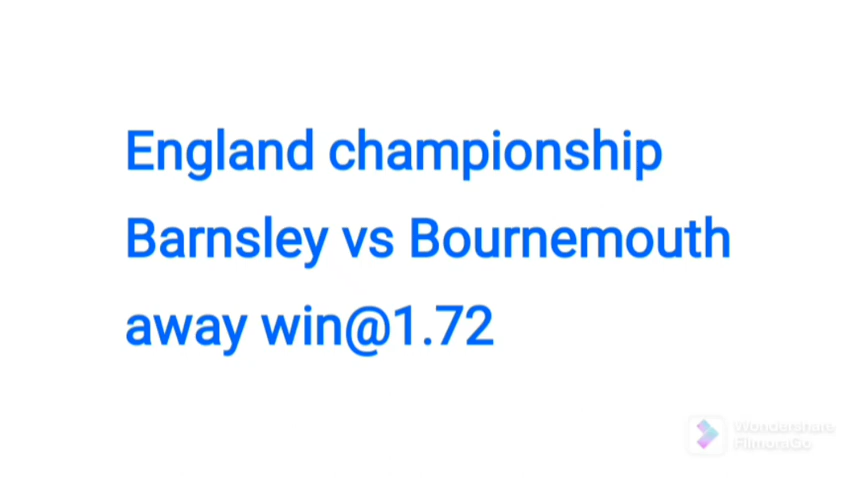 England championship
Barnsley vs Bournemouth
away win@1.72
Wondershare
FilmoraGo